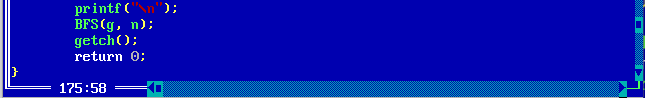 printf("\n");
BFS(g, n);
getch();
return 0;
}
175:58